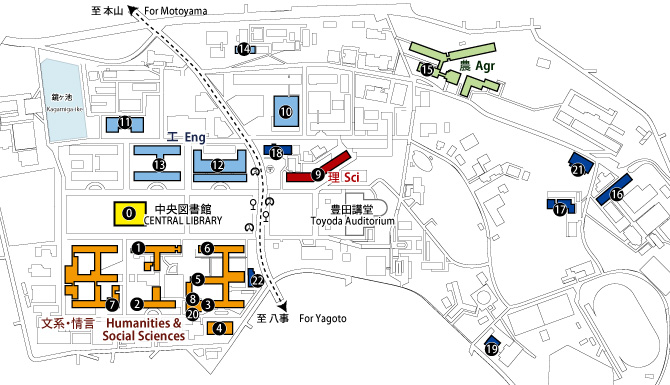 至 本山 For Motoyama
14
農 Agr
15
鏡ヶ池
Kagamiga-ike
10
11
工 Eng
13
12
18
9
理 Sci
21
16
17
0
中央図書館
CENTRAL LIBRARY
豊田講堂
Toyoda Auditorium
1
6
5
22
7
2
8
3
20
4
文系・情言
Humanities &
Social Sciences
至 八事 For Yagoto
19